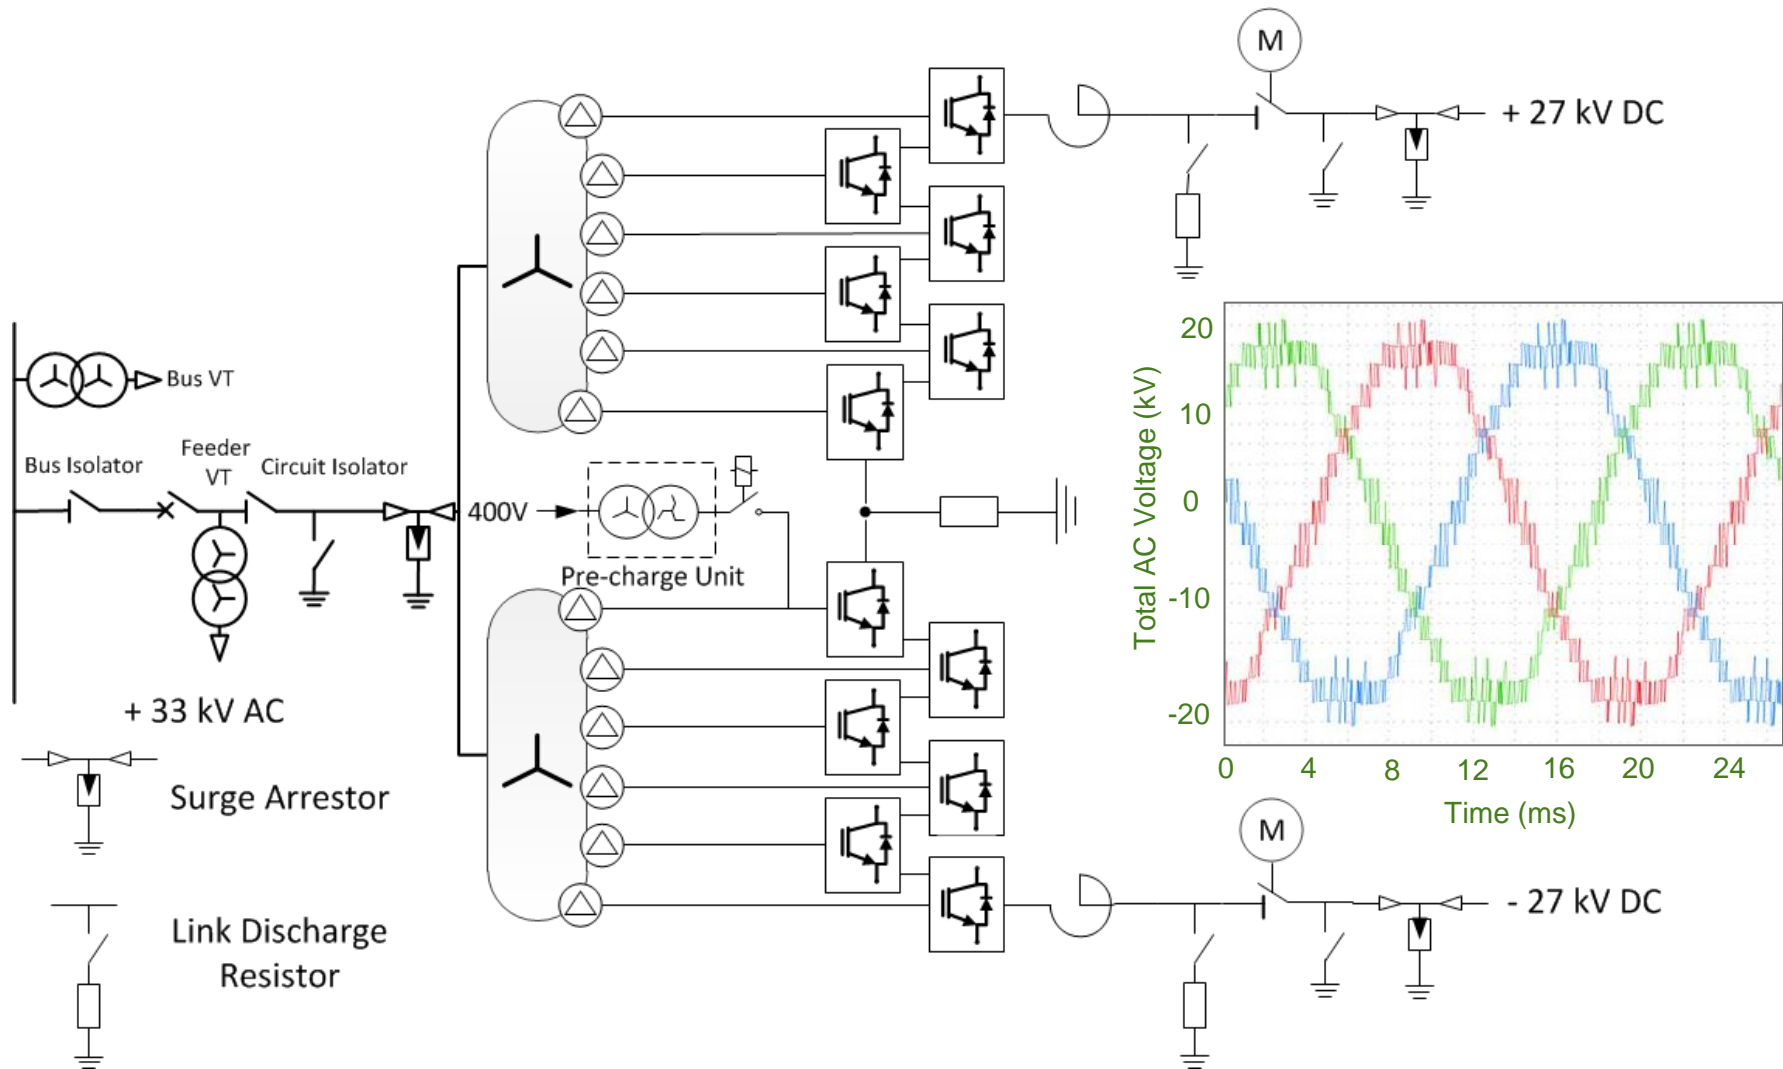 M
+ 27 kV DC
Bus VT
Bus Isolator
Feeder
VT
Circuit Isolator
400V
Pre-charge Unit
+ 33 kV AC
Surge Arrestor
Link Discharge
Resistor
Total AC Voltage (kV)
20
10
0
-10
-20
0 4 8 12 16 20 24
Time (ms)
M
- 27 kV DC